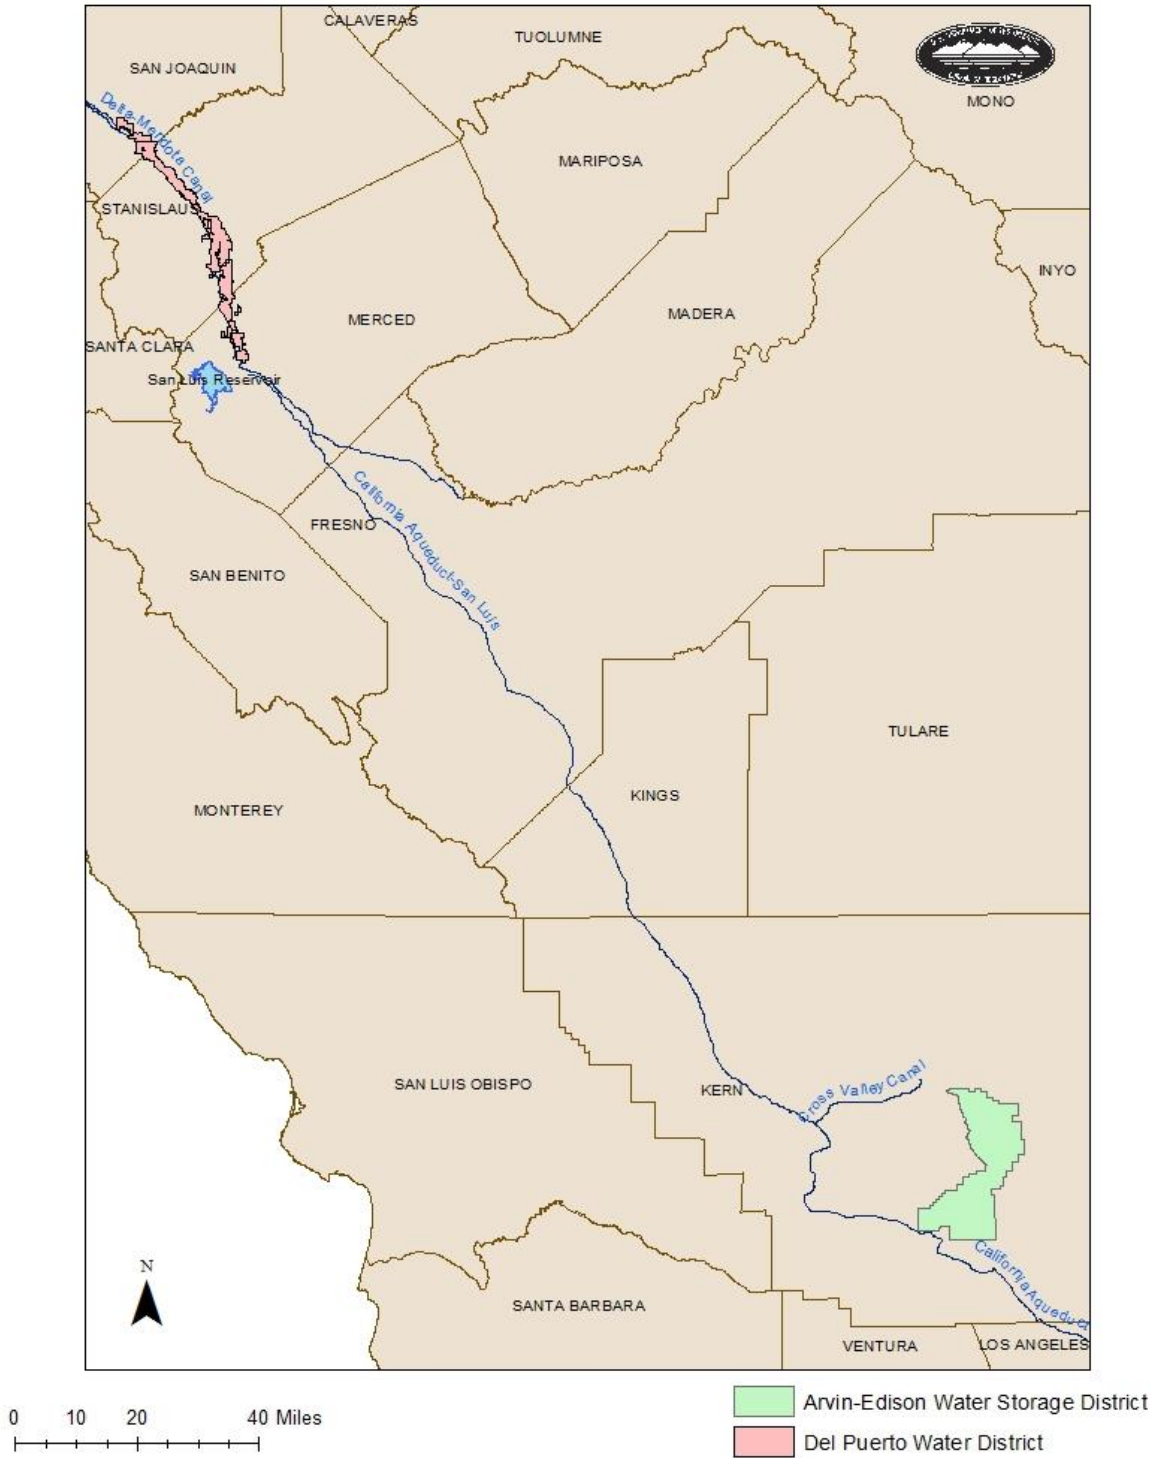 CALAVERAS
TUOLUMNE
SAN JOAQUIN
MONO
Delta-Mendota Canal
MARIPOSA
STANISLAUS
INYO
MADERA
MERCED
SANTA CLARA
San Luis Reservoir
California Aqueduct-San Luis
FRESNO
SAN BENITO
TULARE
KINGS
MONTEREY
SAN LUIS OBISPO
KERN
Cross Valley Canal
California Aqueduct
N
SANTA BARBARA
VENTURA
LOS ANGELES
0 10 20 40 Miles
Arvin-Edison Water Storage District
Del Puerto Water District